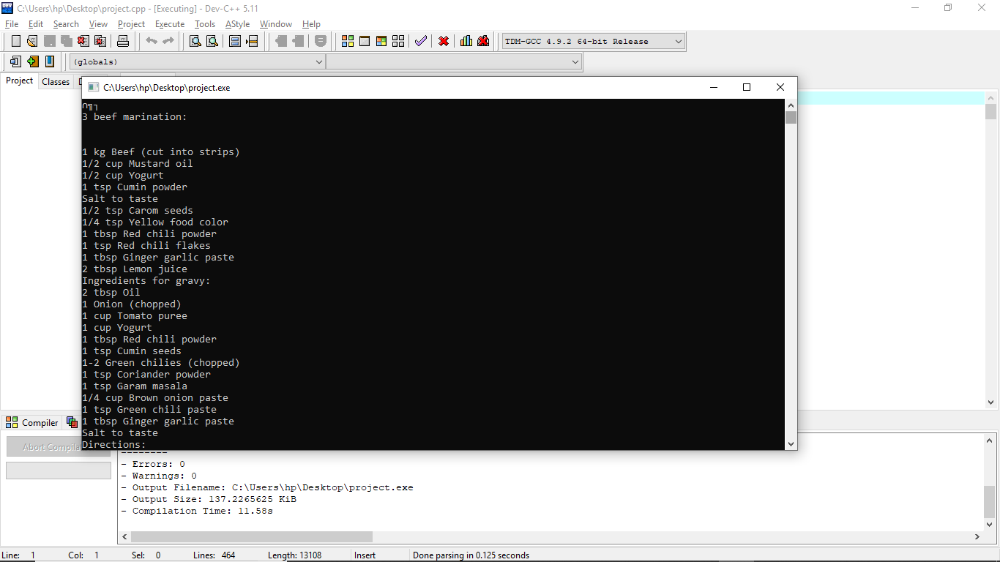 C:\Users\hp\Desktop\project.cpp - [Executing] - Dev-C++ 5.11
File Edit Search View Project Execute Tools AStyle Window Help
TDM-GCC 4.9.2 64-bit Release
(globals)
Project Classes
C:\Users\hp\Desktop\project.exe
∩╗┐
3 beef marination:
1 kg Beef (cut into strips)
1/2 cup Mustard oil
1/2 cup Yogurt
1 tsp Cumin powder
Salt to taste
1/2 tsp Carom seeds
1/4 tsp Yellow food color
1 tbsp Red chili powder
1 tsp Red chili flakes
1 tbsp Ginger garlic paste
2 tbsp Lemon juice
Ingredients for gravy:
2 tbsp Oil
1 Onion (chopped)
1 cup Tomato puree
1 cup Yogurt
1 tbsp Red chili powder
1 tsp Cumin seeds
1-2 Green chilies (chopped)
1 tsp Coriander powder
1 tsp Garam masala
1/4 cup Brown onion paste
1 tsp Green chili paste
1 tbsp Ginger garlic paste
Salt to taste
Directions:
Compiler
Abort
--------
- Errors: 0
- Warnings: 0
- Output Filename: C:\Users\hp\Desktop\project.exe
- Output Size: 137.2265625 KiB
- Compilation Time: 11.58s
Line: 1 Col: 1 Sel: 0 Lines: 464 Length: 13108 Insert Done parsing in 0.125 seconds